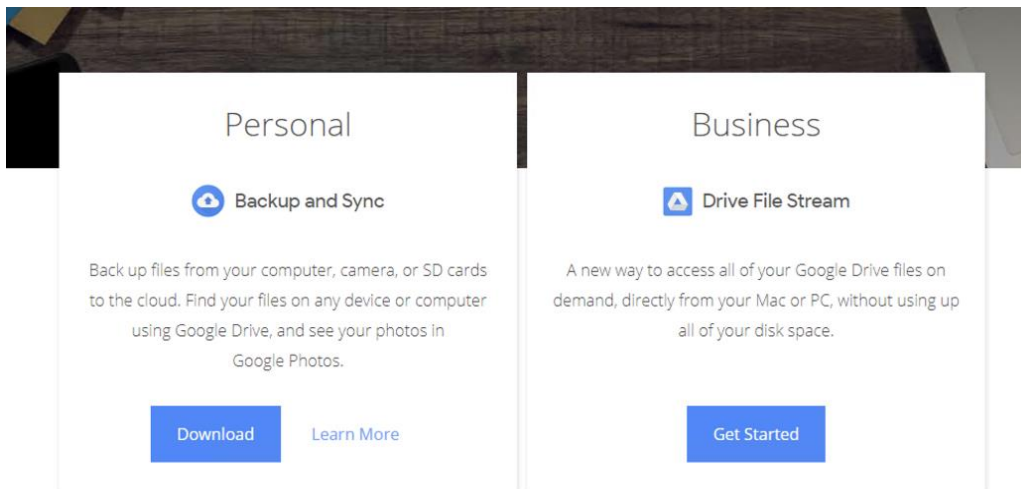 Personal
Backup and Sync
Back up files from your computer, camera, or SD cards
to the cloud. Find your files on any device or computer
using Google Drive, and see your photos in
Google Photos.
Download
Learn More
Business
Drive File Stream
A new way to access all of your Google Drive files on
demand, directly from your Mac or PC, without using up
all of your disk space.
Get Started